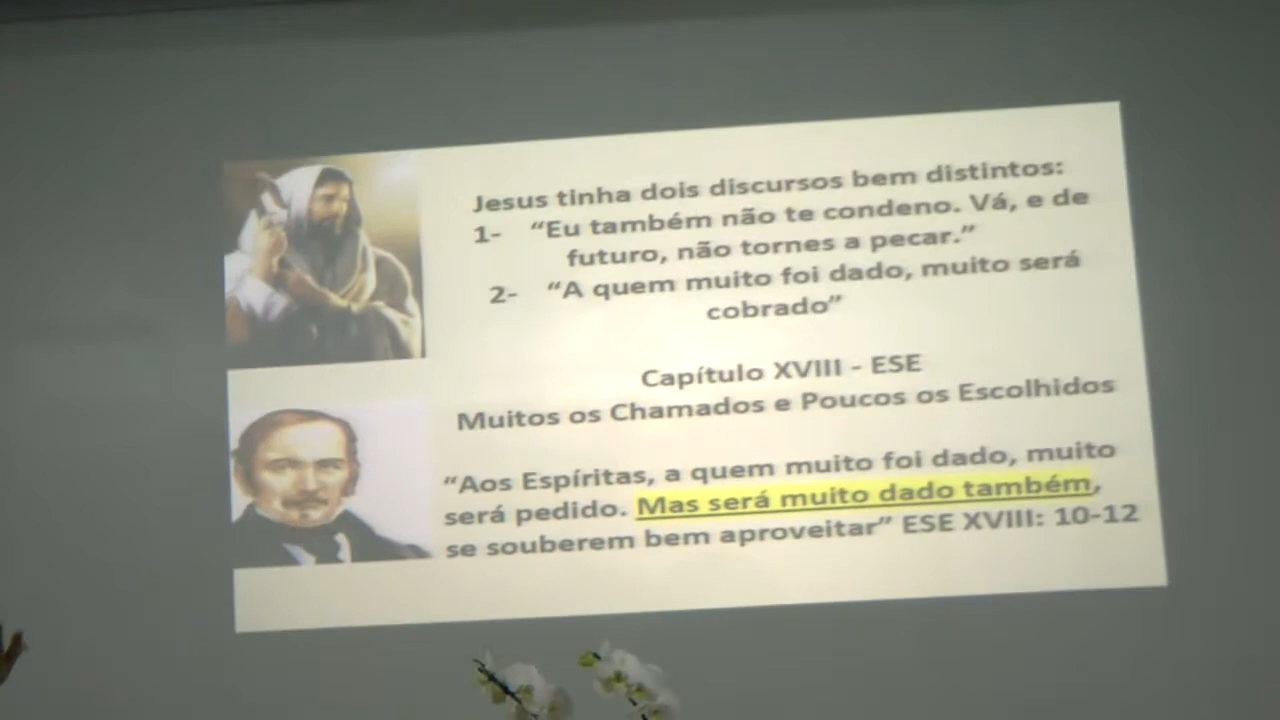 Jesus tinha dois discursos bem distintos:
1- “Eu também não te condeno. Vá, e de
futuro, não tornes a pecar.”
2- “A quem muito foi dado, muito será
cobrado”
Capítulo XVIII - ESE
Muitos os Chamados e Poucos os Escolhidos
“Aos Espíritas, a quem muito foi dado, muito
será pedido. Mas será muito dado também,
se souberem bem aproveitar” ESE XVIII: 10-12